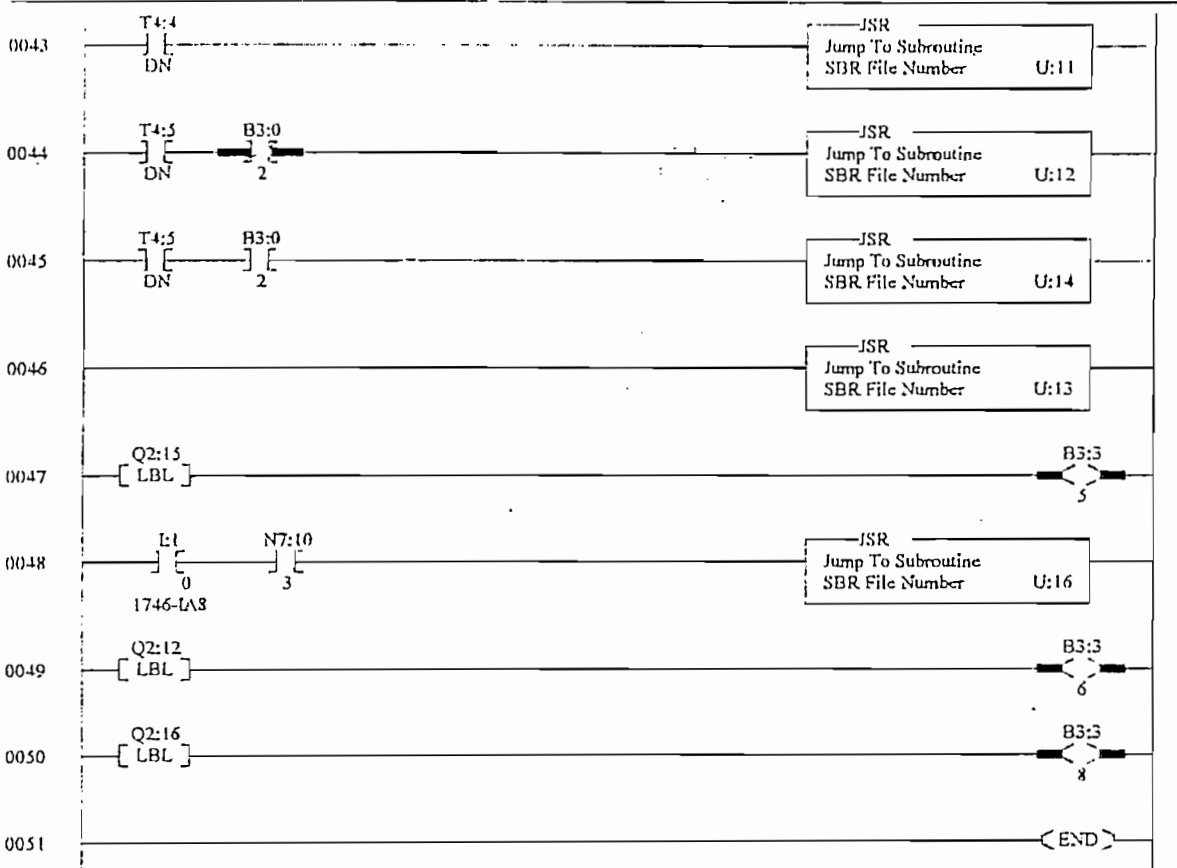 T4:4
JSR
0043
Jump To Subroutine
DN
SBR File Number U:11
T4:5 B3:0
JSR
0044
Jump To Subroutine
DN 2
SBR File Number U:12
T4:5 B3:0
JSR
0045
Jump To Subroutine
DN 2
SBR File Number U:14
JSR
0046
Jump To Subroutine
SBR File Number U:13
Q2:15 B3:3
0047 LBL
5
I:1 N7:10
JSR
0048
Jump To Subroutine
0 3
SBR File Number U:16
1746-IA8
Q2:12 B3:3
0049 LBL
6
Q2:16 B3:3
0050 LBL
8
0051 END